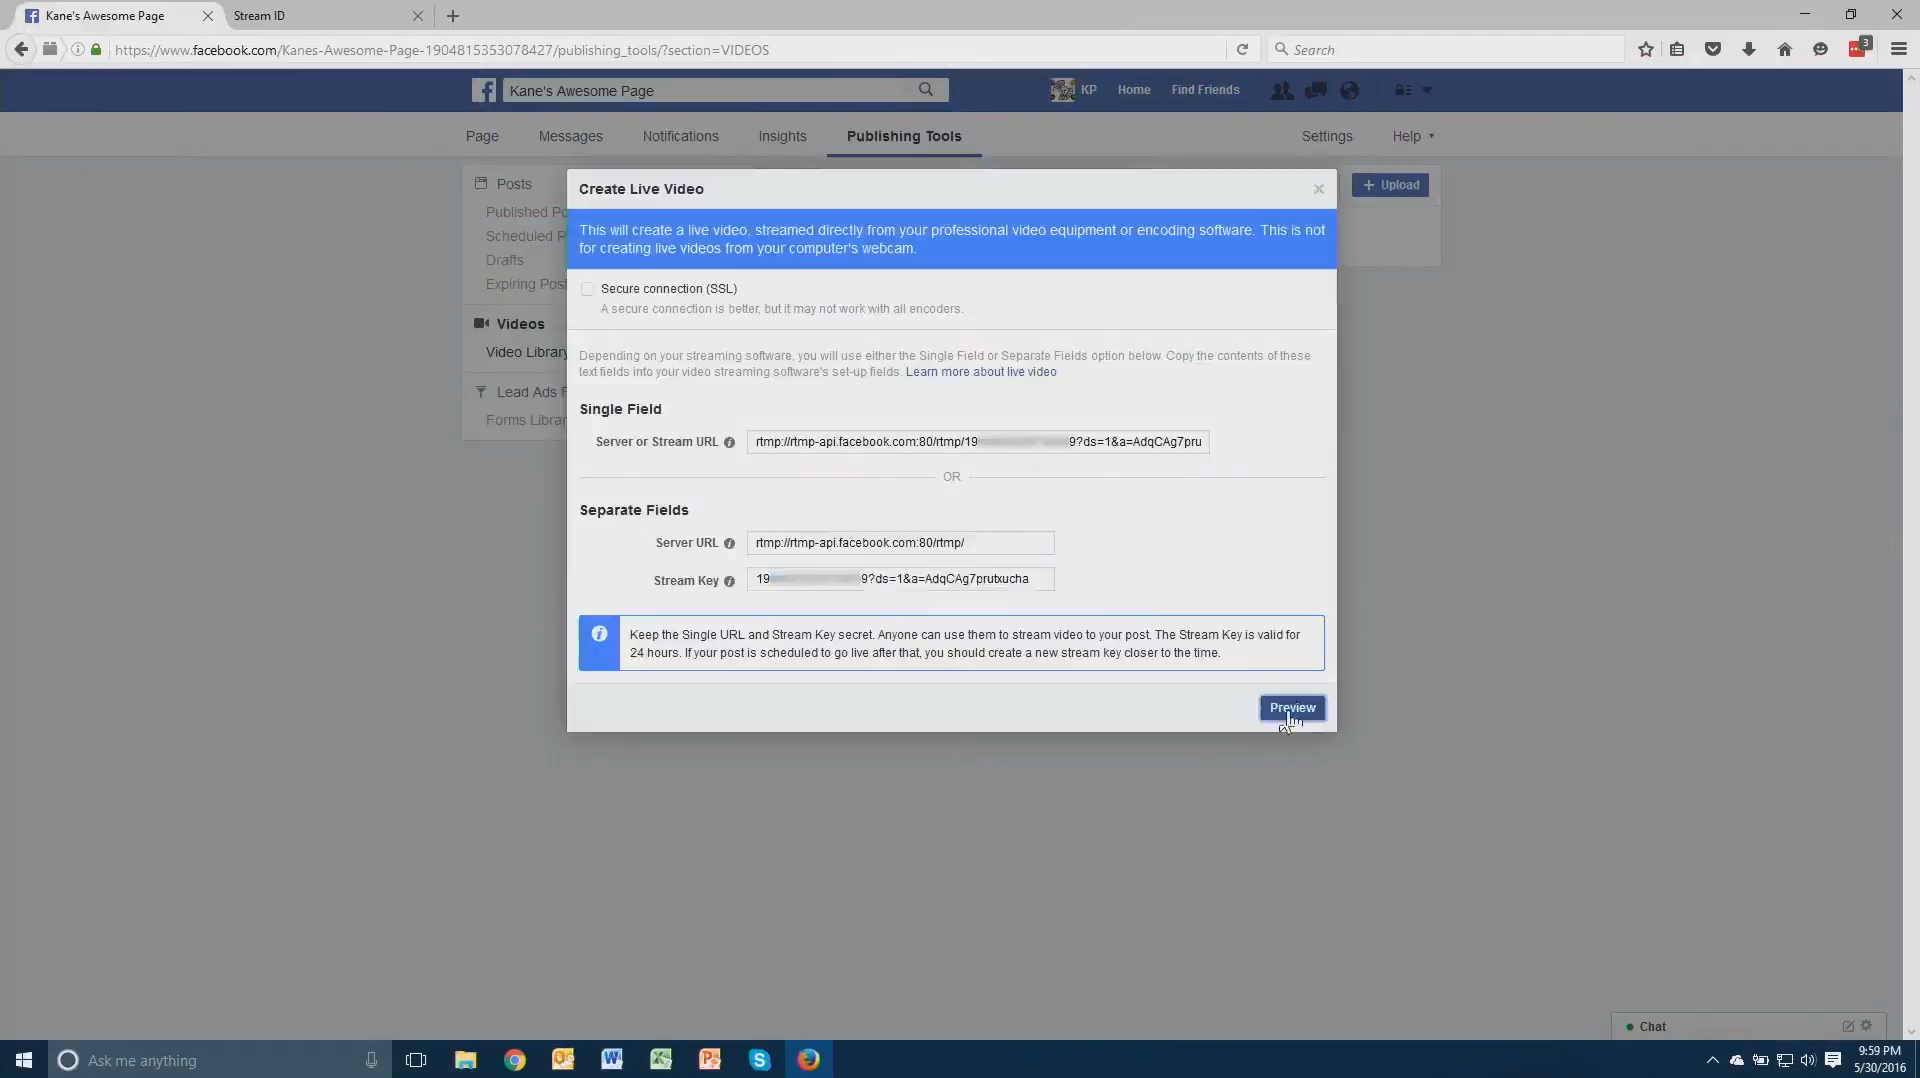 Kane's Awesome Page
Stream ID
https://www.facebook.com/Kanes-Awesome-Page-1904815353078427/publishing_tools/?section=VIDEOS
Search
3
Kane's Awesome Page
KP
Home
Find Friends
Page
Messages
Notifications
Insights
Publishing Tools
Settings
Help
Posts
Published Po
Scheduled P
Drafts
Expiring Post
Videos
Video Library
Lead Ads F
Forms Librar
+ Upload
Create Live Video
This will create a live video, streamed directly from your professional video equipment or encoding software. This is not
for creating live videos from your computer's webcam.
Secure connection (SSL)
A secure connection is better, but it may not work with all encoders.
Depending on your streaming software, you will use either the Single Field or Separate Fields option below. Copy the contents of these
text fields into your video streaming software's set-up fields. Learn more about live video
Single Field
Server or Stream URL
rtmp://rtmp-api.facebook.com:80/rtmp/19 9?ds=1&a=AdqCAg7pru
OR
Separate Fields
Server URL
rtmp://rtmp-api.facebook.com:80/rtmp/
Stream Key
19 9?ds=1&a=AdqCAg7prutxucha
Keep the Single URL and Stream Key secret. Anyone can use them to stream video to your post. The Stream Key is valid for
24 hours. If your post is scheduled to go live after that, you should create a new stream key closer to the time.
Preview
Chat
Ask me anything
9:59 PM
5/30/2016